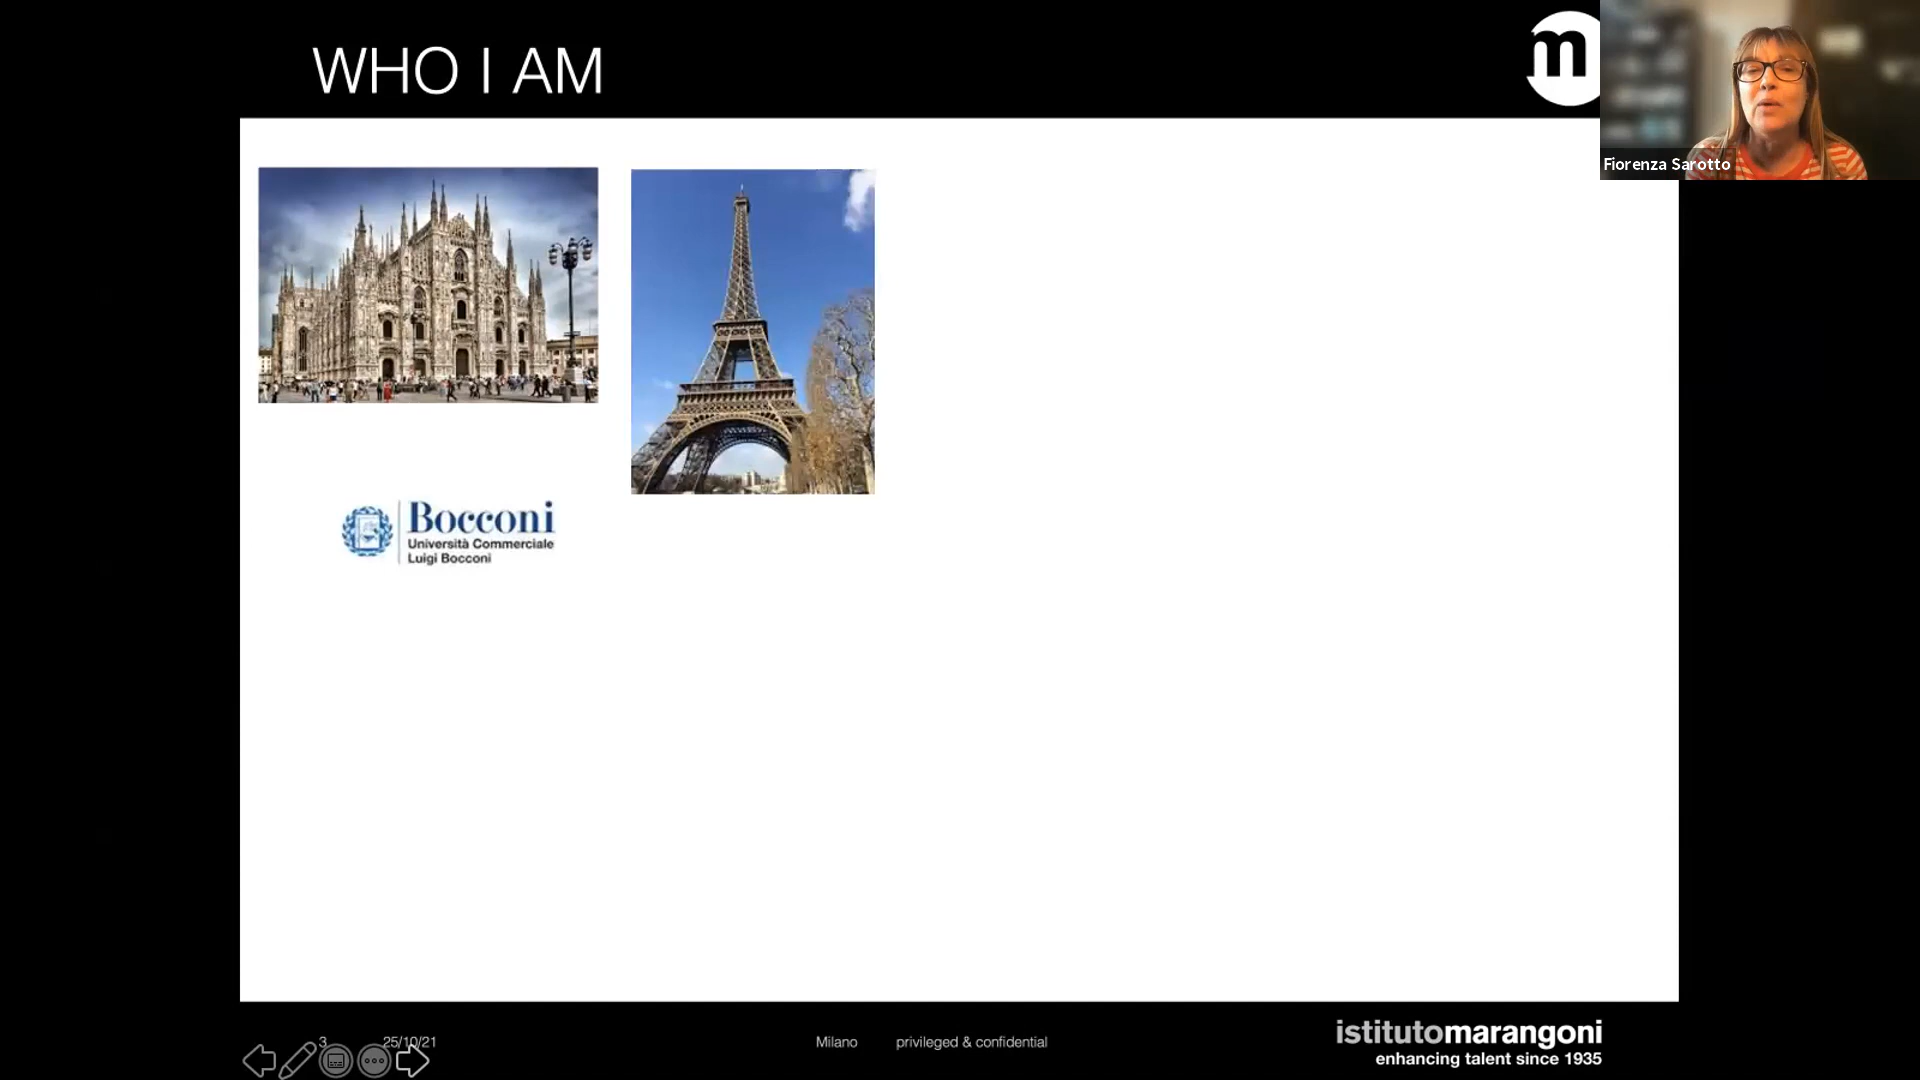 WHO I AM
m
Fiorenza Sarotto
Bocconi
Università Commerciale
Luigi Bocconi
3
25/10/21
Milano
privileged & confidential
istitutomarangoni
enhancing talent since 1935